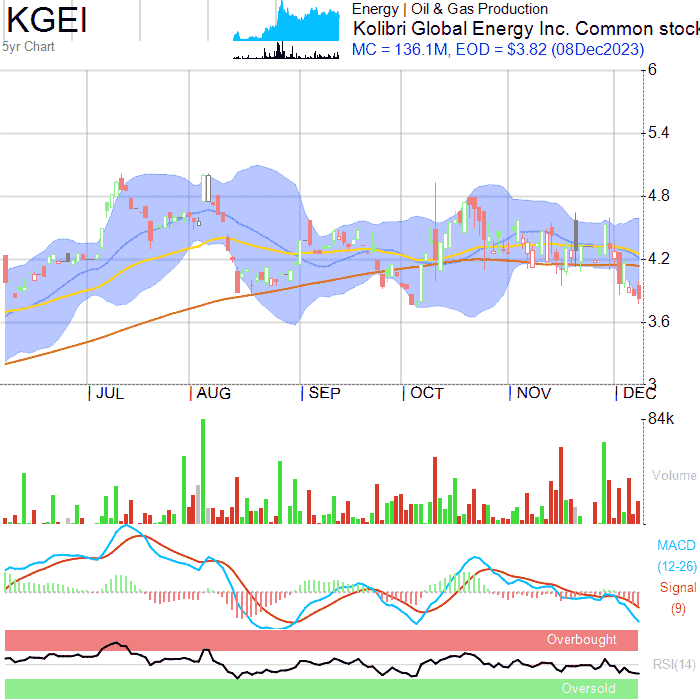 KGEI
5yr Chart
Energy | Oil & Gas Production
Kolibri Global Energy Inc. Common stoc
MC = 136.1M, EOD = $3.82 (08Dec2023)
6
5.4
4.8
4.2
3.6
3
JUL AUG SEP OCT NOV DEC
84k
Volume
MACD
(12-26)
Signal
(9)
Overbought
RSI(14)
Oversold